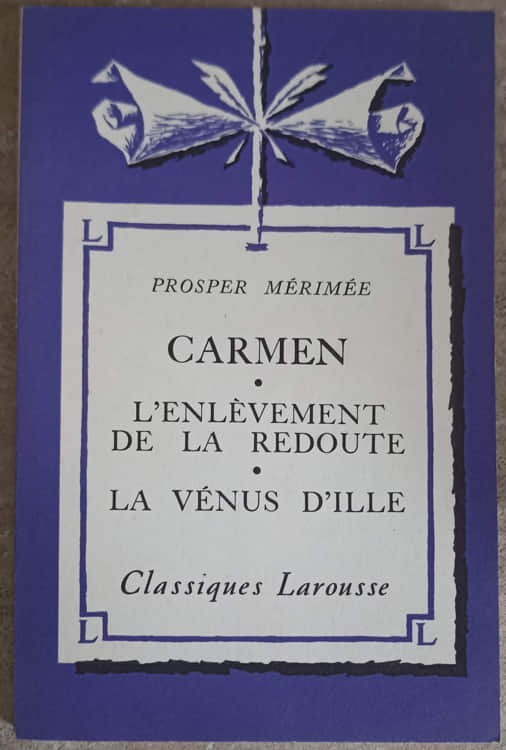 L L
PROSPER MÉRIMÉE
CARMEN
•
L'ENLÈVEMENT
DE LA REDOUTE
•
LA VÉNUS D'ILLE
Classiques Larousse
L L